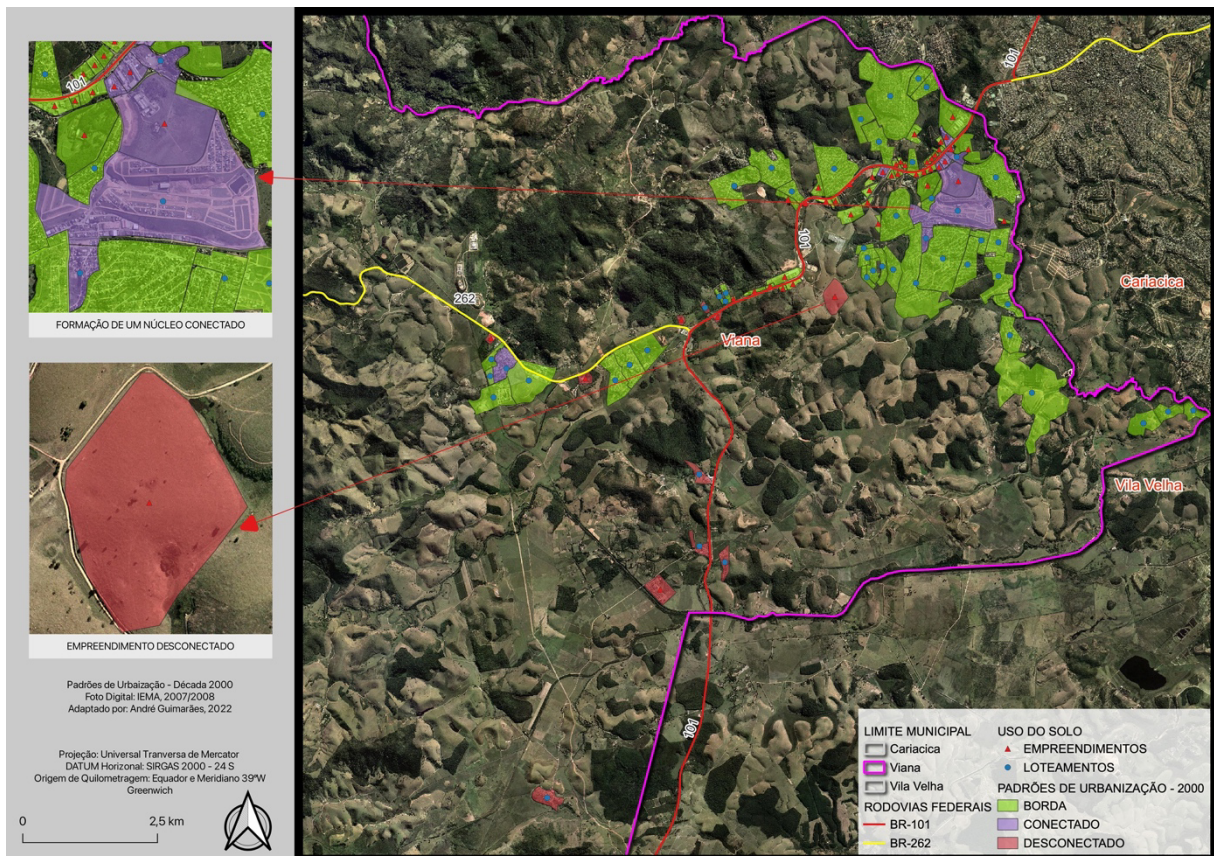 101
FORMAÇÃO DE UM NÚCLEO CONECTADO
EMPREENDIMENTO DESCONECTADO
Padrões de Urbaização - Década 2000
Foto Digital: IEMA, 2007/2008
Adaptado por: André Guimarães, 2022
Projeção: Universal Tranversa de Mercator
DATUM Horizonal: SIRGAS 2000 - 24 S
Origem de Quilometragem: Equador e Meridiano 39ºW
Greenwich
0 2,5 km
101
101
262
Cariacica
Viana
Vila Velha
101
LIMITE MUNICIPAL
Cariacica
Viana
Vila Velha
RODOVIAS FEDERAIS
BR-101
BR-262
USO DO SOLO
EMPREENDIMENTOS
LOTEAMENTOS
PADRÕES DE URBANIZAÇÃO - 2000
BORDA
CONECTADO
DESCONECTADO